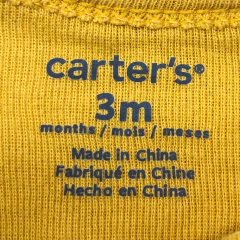 carter's®
3m
months / mois / meses
Made in China
Fabriqué en Chine
Hecho en China